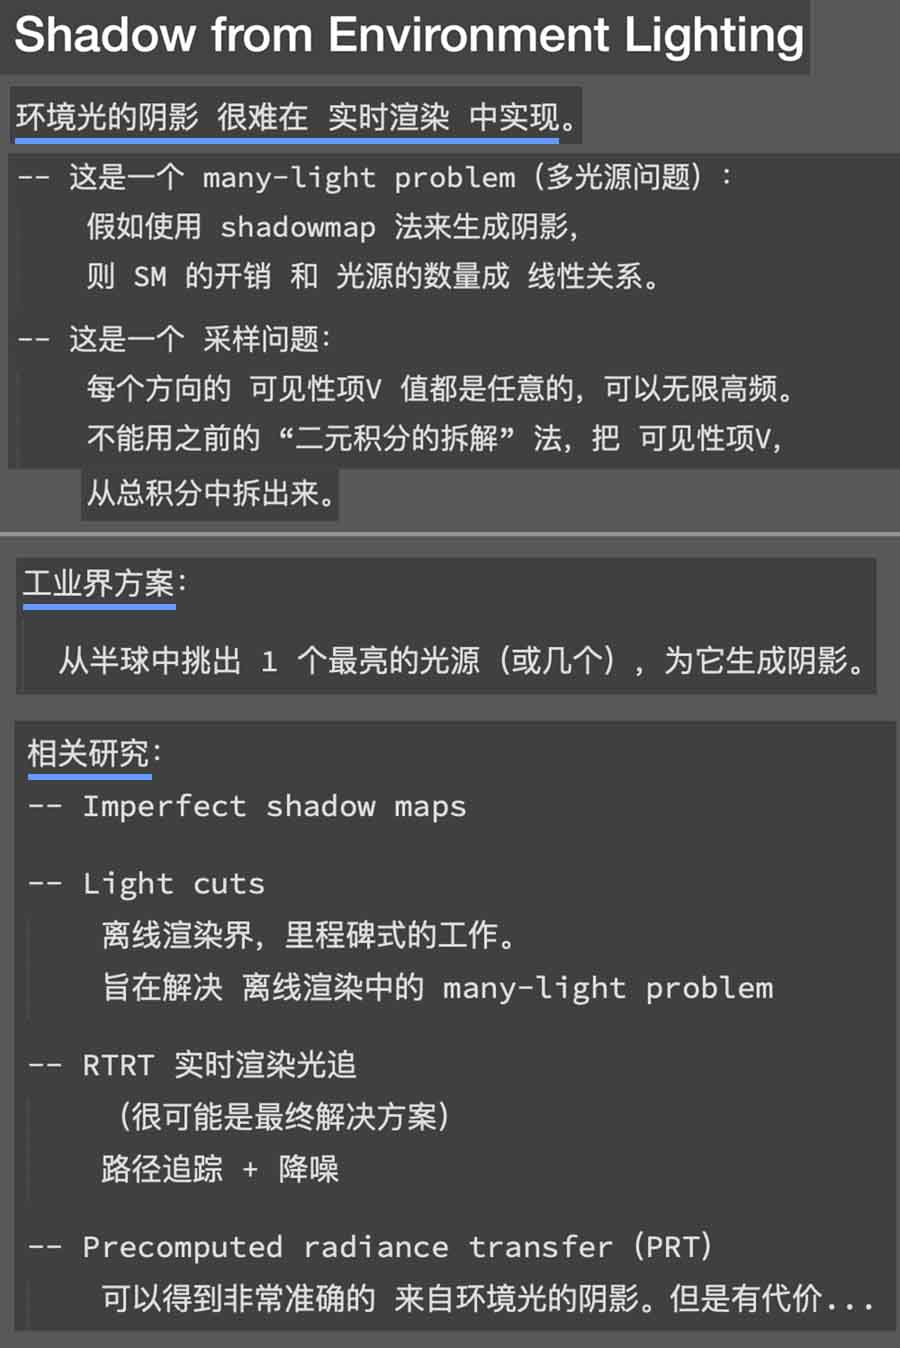 Shadow from Environment Lighting
环境光的阴影 很难在 实时渲染 中实现。
-- 这是一个 many-light problem（多光源问题）：
假如使用 shadowmap 法来生成阴影，
则 SM 的开销 和 光源的数量成 线性关系。
-- 这是一个 采样问题：
每个方向的 可见性项V 值都是任意的，可以无限高频。
不能用之前的 “二元积分的拆解” 法，把 可见性项V，
从总积分中拆出来。
工业界方案：
从半球中挑出 1 个最亮的光源（或几个）, 为它生成阴影。
相关研究：
-- Imperfect shadow maps
-- Light cuts
离线渲染界，里程碑式的工作。
旨在解决 离线渲染中的 many-light problem
-- RTRT 实时渲染光追
（很可能是最终解决方案）
路径追踪 + 降噪
-- Precomputed radiance transfer（PRT）
可以得到非常准确的 来自环境光的阴影。但是有代价...